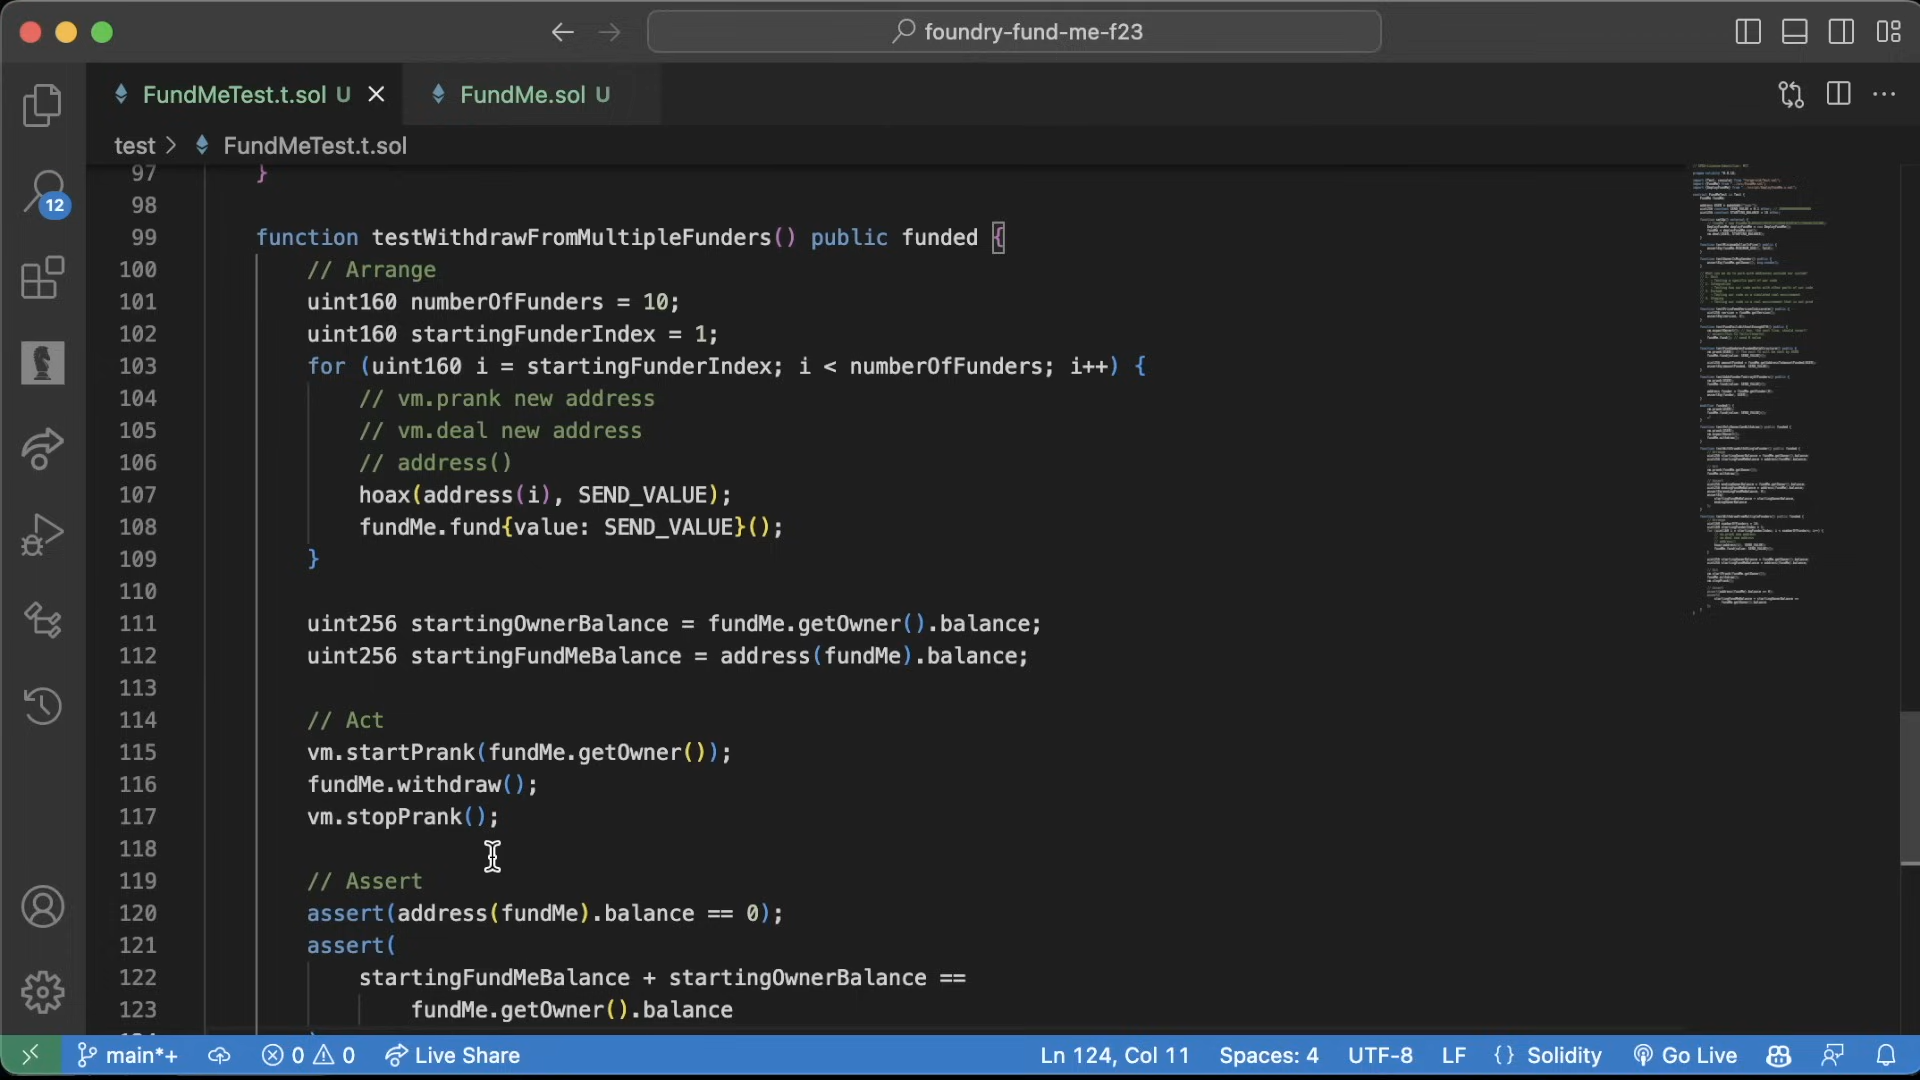 foundry-fund-me-f23
FundMeTest.t.sol U
FundMe.sol U
test > FundMeTest.t.sol
12
97 }
98
99 function testWithdrawFromMultipleFunders() public funded {
100 // Arrange
101 uint160 numberOfFunders = 10;
102 uint160 startingFunderIndex = 1;
103 for (uint160 i = startingFunderIndex; i < numberOfFunders; i++) {
104 // vm.prank new address
105 // vm.deal new address
106 // address()
107 hoax(address(i), SEND_VALUE);
108 fundMe.fund{value: SEND_VALUE}();
109 }
110
111 uint256 startingOwnerBalance = fundMe.getOwner().balance;
112 uint256 startingFundMeBalance = address(fundMe).balance;
113
114 // Act
115 vm.startPrank(fundMe.getOwner());
116 fundMe.withdraw();
117 vm.stopPrank();
118
119 // Assert
120 assert(address(fundMe).balance == 0);
121 assert(
122 startingFundMeBalance + startingOwnerBalance ==
123 fundMe.getOwner().balance
main*+ 0 0 Live Share Ln 124, Col 11 Spaces: 4 UTF-8 LF {} Solidity Go Live